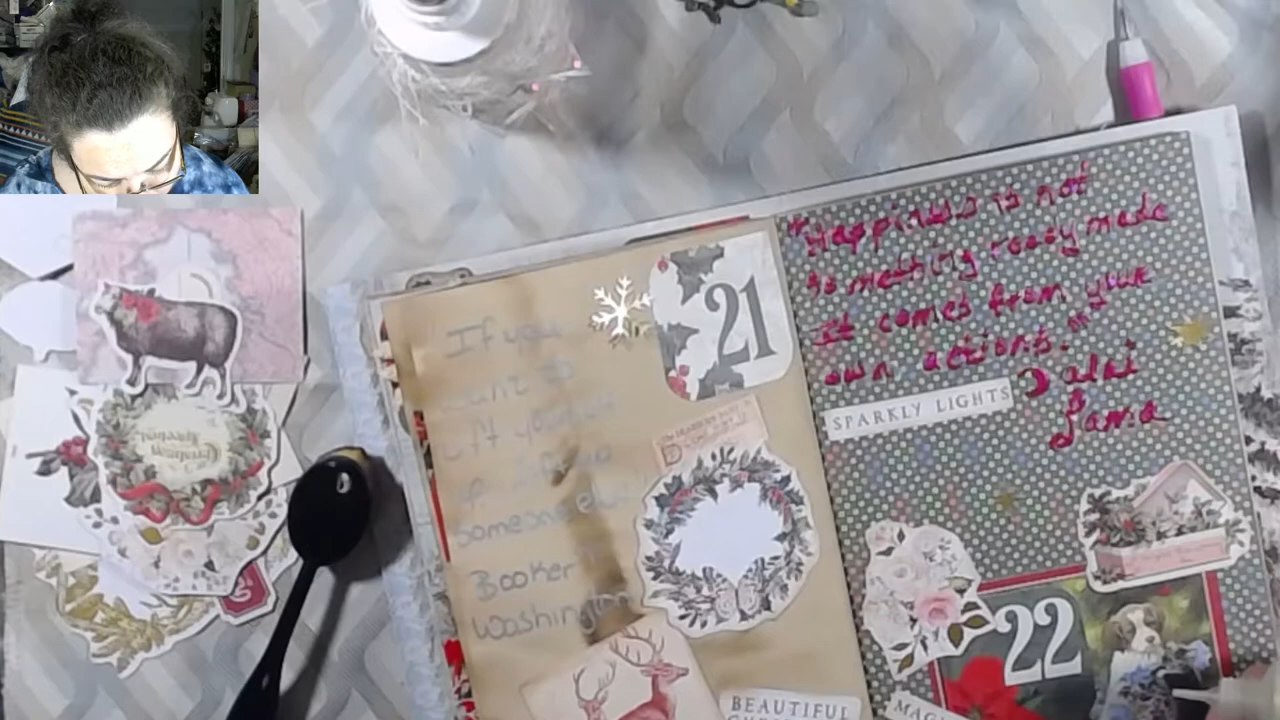 If you
want to
lift yourself
up lift up
someone else
Booker
Washington
21
BEAUTIFUL
"Happiness is not
something ready made
It comes from your
own actions."
Dalai
Lama
SPARKLY LIGHTS
22